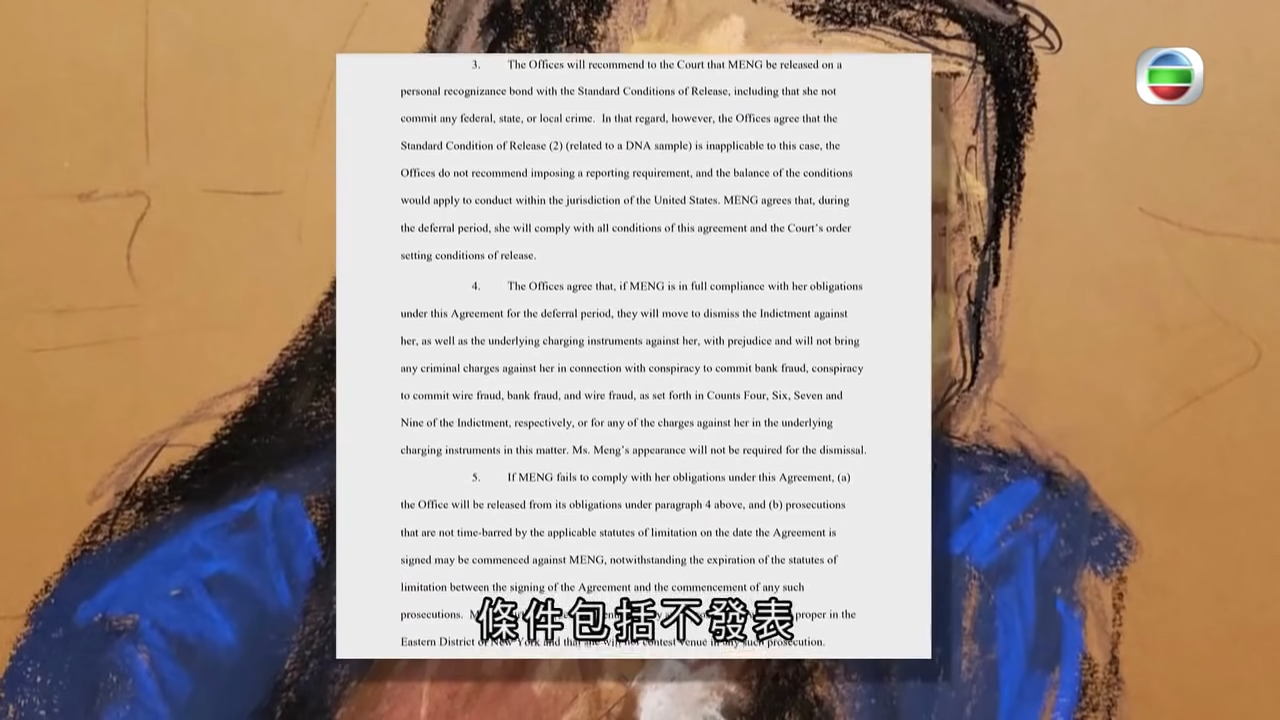 3. The Offices will recommend to the Court that MENG be released on a
personal recognizance bond with the Standard Conditions of Release, including that she not
commit any federal, state, or local crime. In that regard, however, the Offices agree that the
Standard Condition of Release (2) (related to a DNA sample) is inapplicable to this case, the
Offices do not recommend imposing a reporting requirement, and the balance of the conditions
would apply to conduct within the jurisdiction of the United States. MENG agrees that, during
the deferral period, she will comply with all conditions of this agreement and the Court's order
setting conditions of release.
4. The Offices agree that, if MENG is in full compliance with her obligations
under this Agreement for the deferral period, they will move to dismiss the Indictment against
her, as well as the underlying charging instruments against her, with prejudice and will not bring
any criminal charges against her in connection with conspiracy to commit bank fraud, conspiracy
to commit wire fraud, bank fraud, and wire fraud, as set forth in Counts Four, Six, Seven and
Nine of the Indictment, respectively, or for any of the charges against her in the underlying
charging instruments in this matter. Ms. Meng's appearance will not be required for the dismissal.
5. If MENG fails to comply with her obligations under this Agreement, (a)
the Office will be released from its obligations under paragraph 4 above, and (b) prosecutions
that are not time-barred by the applicable statutes of limitation on the date the Agreement is
signed may be commenced against MENG, notwithstanding the expiration of the statutes of
limitation between the signing of the Agreement and the commencement of any such
prosecutions. proper in the
Eastern District of New York and that she will not contest venue in any such prosecution.
條件包括不發表